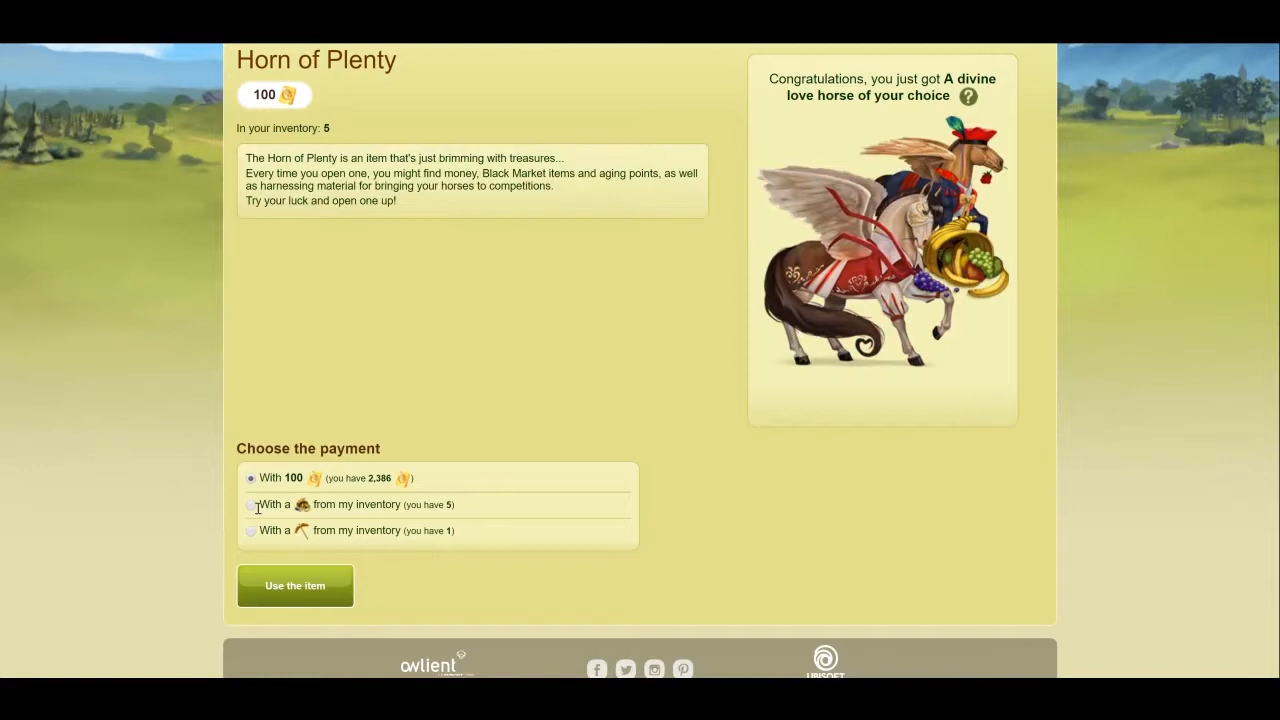 Horn of Plenty
100
In your inventory: 5
The Horn of Plenty is an item that's just brimming with treasures...
Every time you open one, you might find money, Black Market items and aging points, as well
as harnessing material for bringing your horses to competitions.
Try your luck and open one up!
Congratulations, you just got A divine
love horse of your choice ?
Choose the payment
With 100 (you have 2,386 )
With a from my inventory (you have 5)
With a from my inventory (you have 1)
Use the item
owlient
UBISOFT